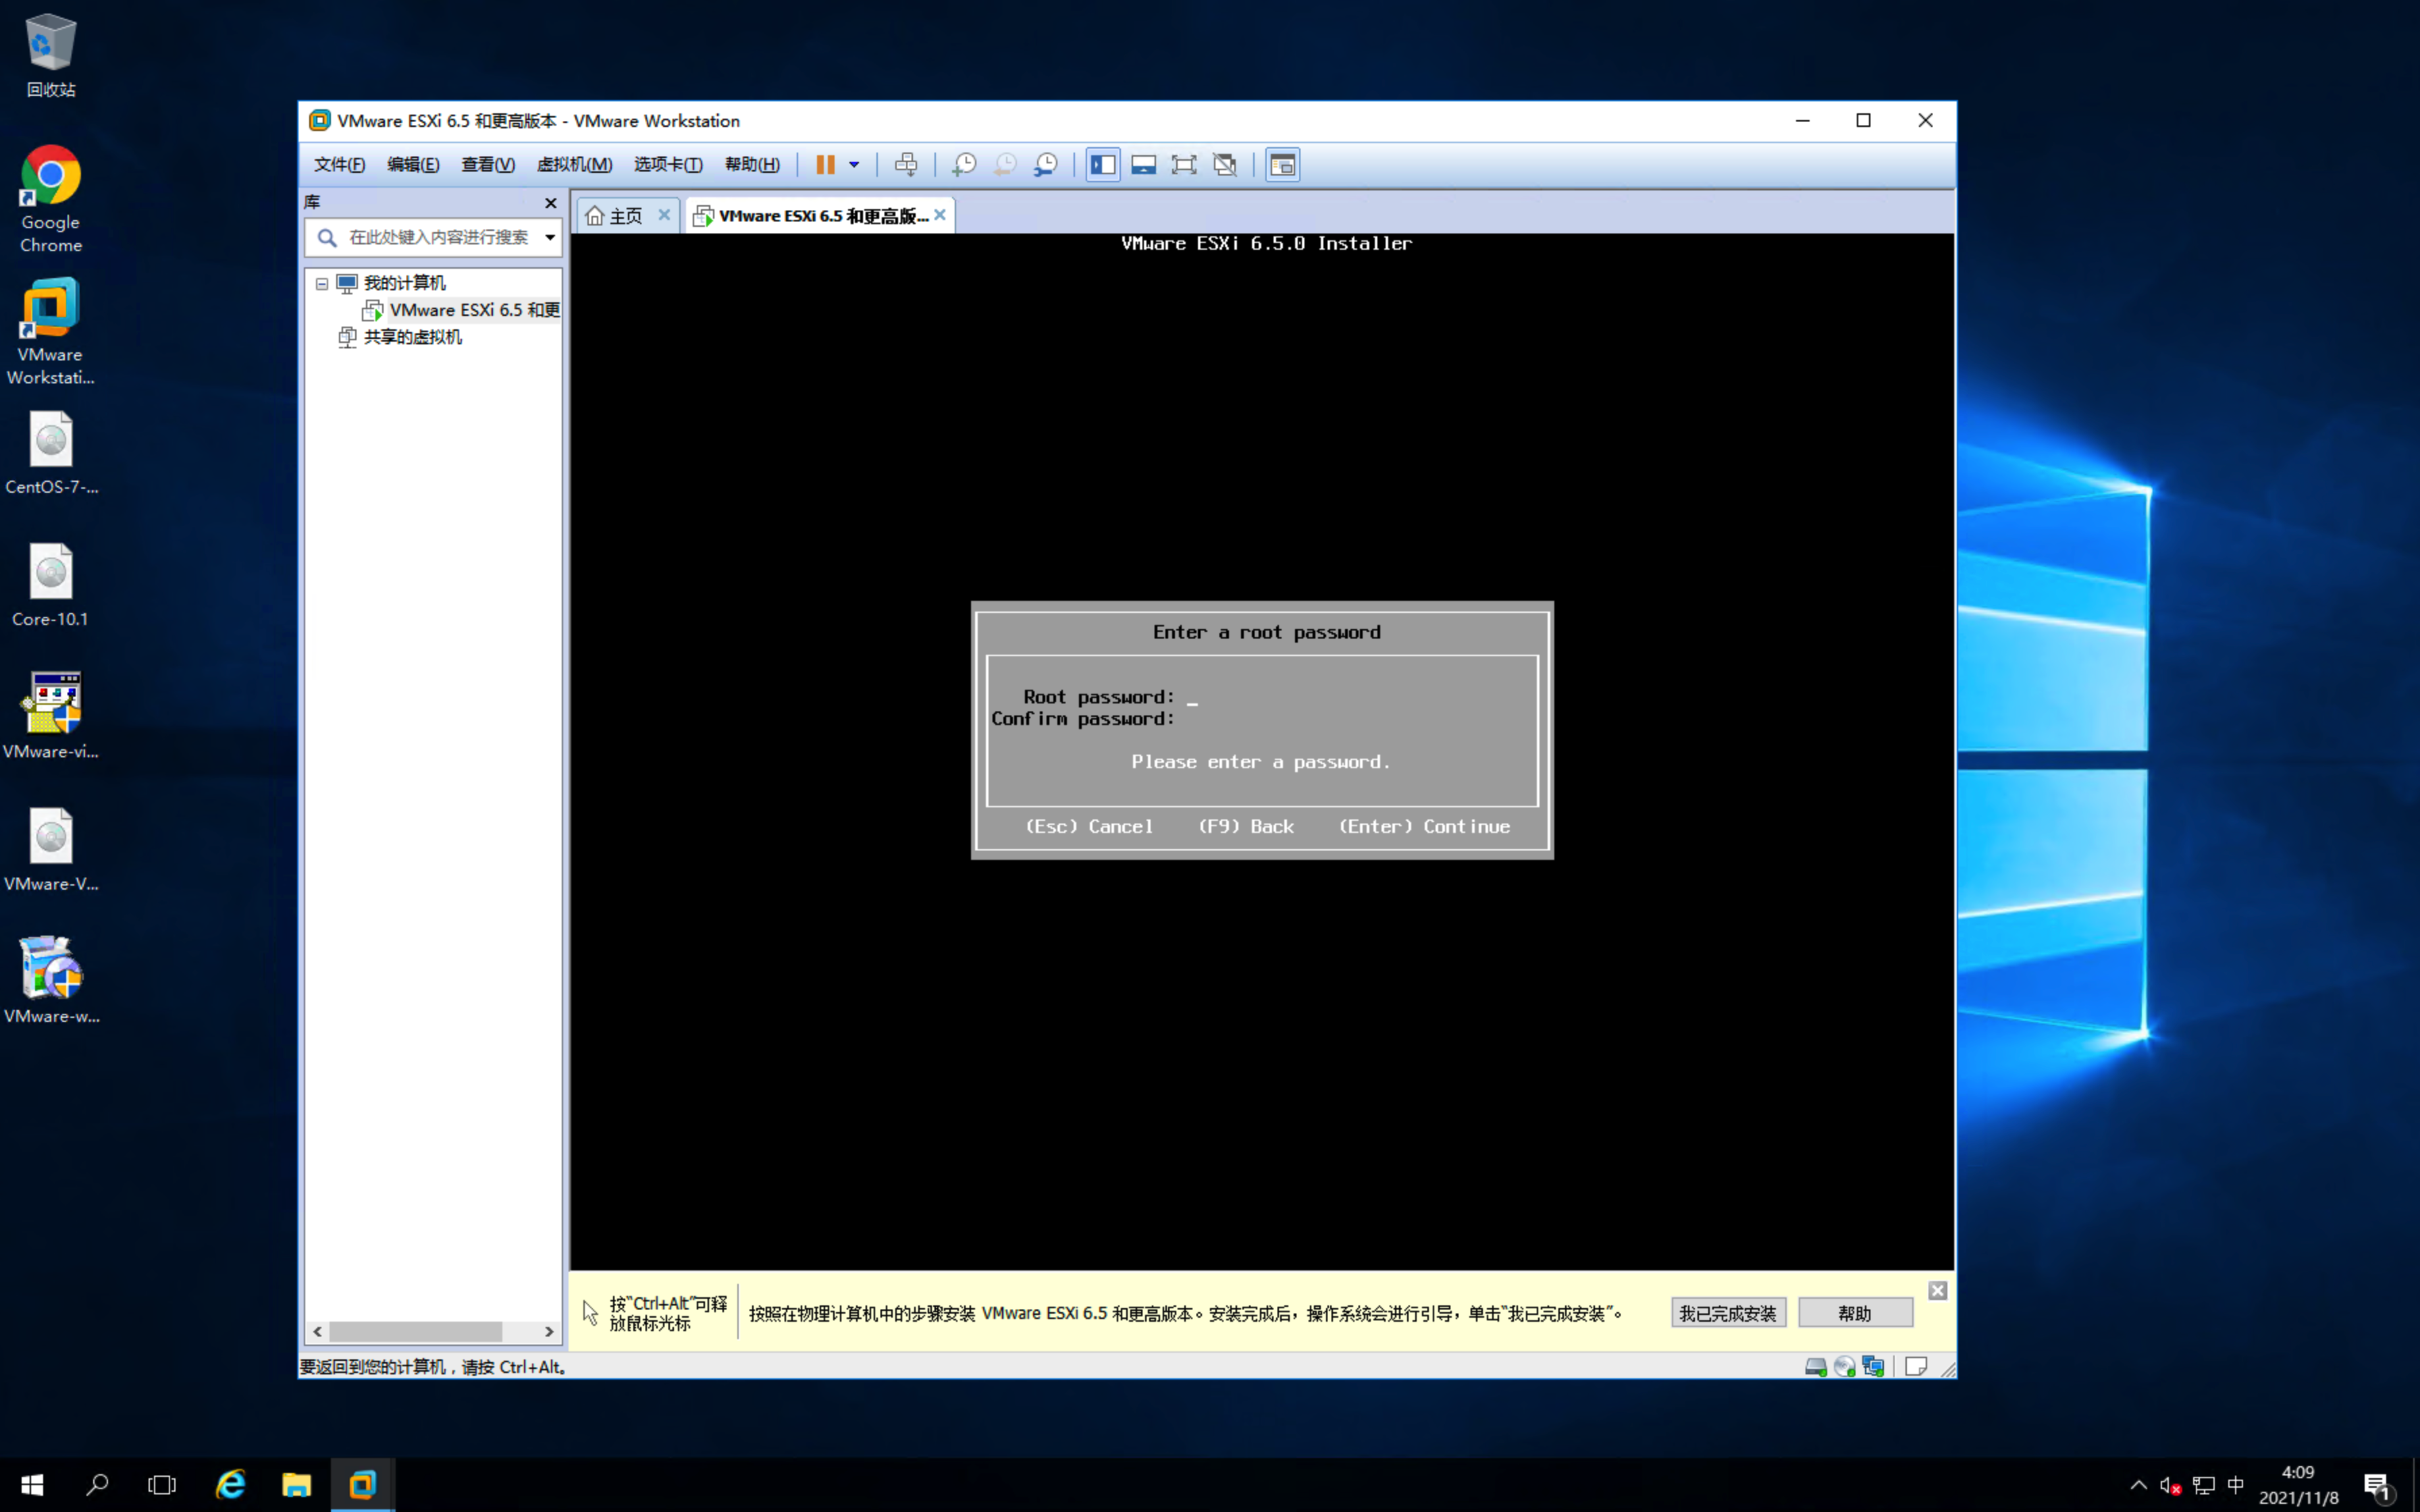 回收站
Google
Chrome
VMware
Workstati...
CentOS-7-...
Core-10.1
VMware-vi...
VMware-V...
VMware-w...
VMware ESXi 6.5 和更高版本 - VMware Workstation
文件(F) 编辑(E) 查看(V) 虚拟机(M) 选项卡(T) 帮助(H)
库
在此处键入内容进行搜索
我的计算机
VMware ESXi 6.5 和更
共享的虚拟机
主页
VMware ESXi 6.5 和更高版...
VMware ESXi 6.5.0 Installer
Enter a root password
Root password: _
Confirm password:
Please enter a password.
(Esc) Cancel (F9) Back (Enter) Continue
按"Ctrl+Alt"可释
放鼠标光标
按照在物理计算机中的步骤安装 VMware ESXi 6.5 和更高版本。安装完成后，操作系统会进行引导，单击"我已完成安装"。
我已完成安装
帮助
要返回到您的计算机，请按 Ctrl+Alt。
中
4:09
2021/11/8
1